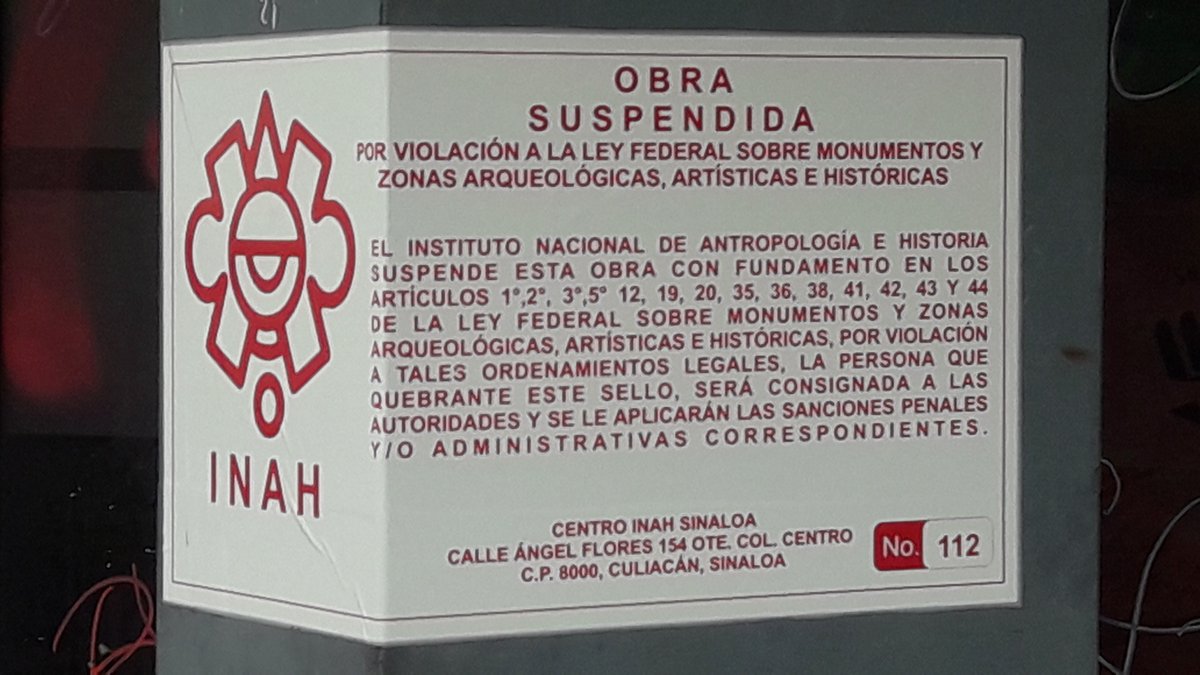 OBRA
SUSPENDIDA
POR VIOLACIÓN A LA LEY FEDERAL SOBRE MONUMENTOS Y
ZONAS ARQUEOLÓGICAS, ARTÍSTICAS E HISTÓRICAS
EL INSTITUTO NACIONAL DE ANTROPOLOGÍA E HISTORIA
SUSPENDE ESTA OBRA CON FUNDAMENTO EN LOS
ARTÍCULOS 1°,2°, 3°,5° 12, 19, 20, 35, 36, 38, 41, 42, 43 Y 44
DE LA LEY FEDERAL SOBRE MONUMENTOS Y ZONAS
ARQUEOLÓGICAS, ARTÍSTICAS E HISTÓRICAS, POR VIOLACIÓN
A TALES ORDENAMIENTOS LEGALES, LA PERSONA QUE
QUEBRANTE ESTE SELLO, SERÁ CONSIGNADA A LAS
AUTORIDADES Y SE LE APLICARÁN LAS SANCIONES PENALES
Y/O ADMINISTRATIVAS CORRESPONDIENTES.
INAH
CENTRO INAH SINALOA
CALLE ÁNGEL FLORES 154 OTE. COL. CENTRO
C.P. 8000, CULIACÁN, SINALOA
No. 112